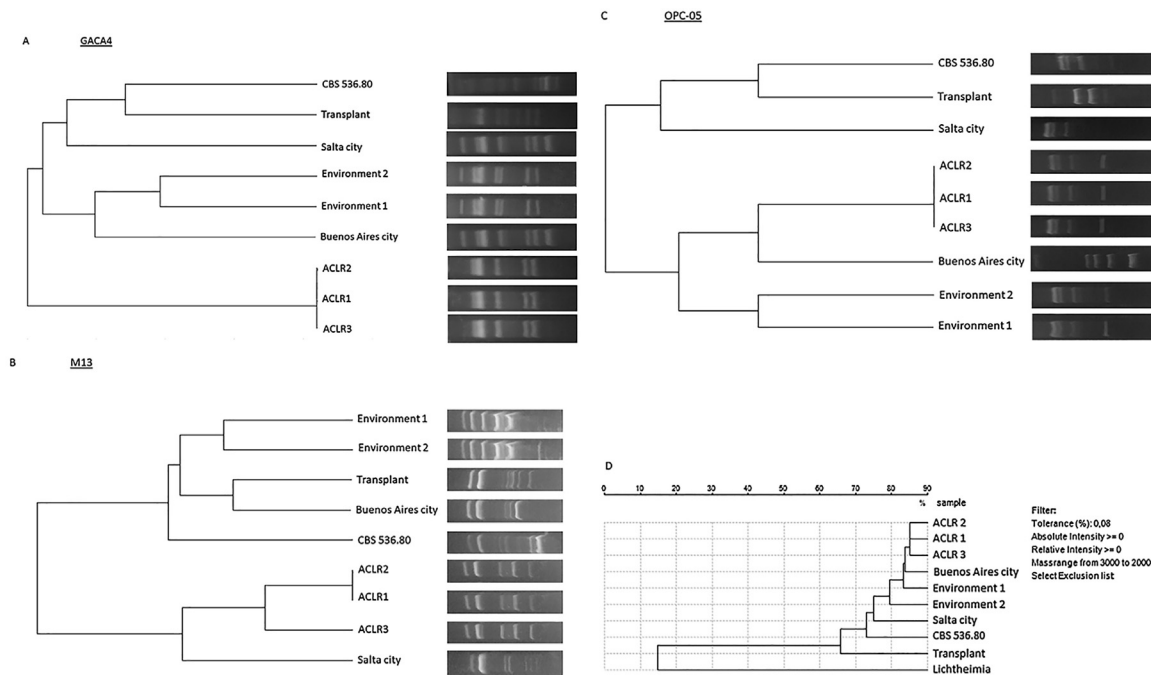 A GACA4
CBS 536.80
Transplant
Salta city
Environment 2
Environment 1
Buenos Aires city
ACLR2
ACLR1
ACLR3
B M13
Environment 1
Environment 2
Transplant
Buenos Aires city
CBS 536.80
ACLR2
ACLR1
ACLR3
Salta city
C OPC-05
CBS 536.80
Transplant
Salta city
ACLR2
ACLR1
ACLR3
Buenos Aires city
Environment 2
Environment 1
D
0 10 20 30 40 50 60 70 80 90
% sample
ACLR 2
ACLR 1
ACLR 3
Buenos Aires city
Environment 1
Environment 2
Salta city
CBS 536.80
Transplant
Lichtheimia
Filter:
Tolerance (%): 0,08
Absolute Intensity >= 0
Relative Intensity >= 0
Massrange from 3000 to 2000
Select Exclusion list